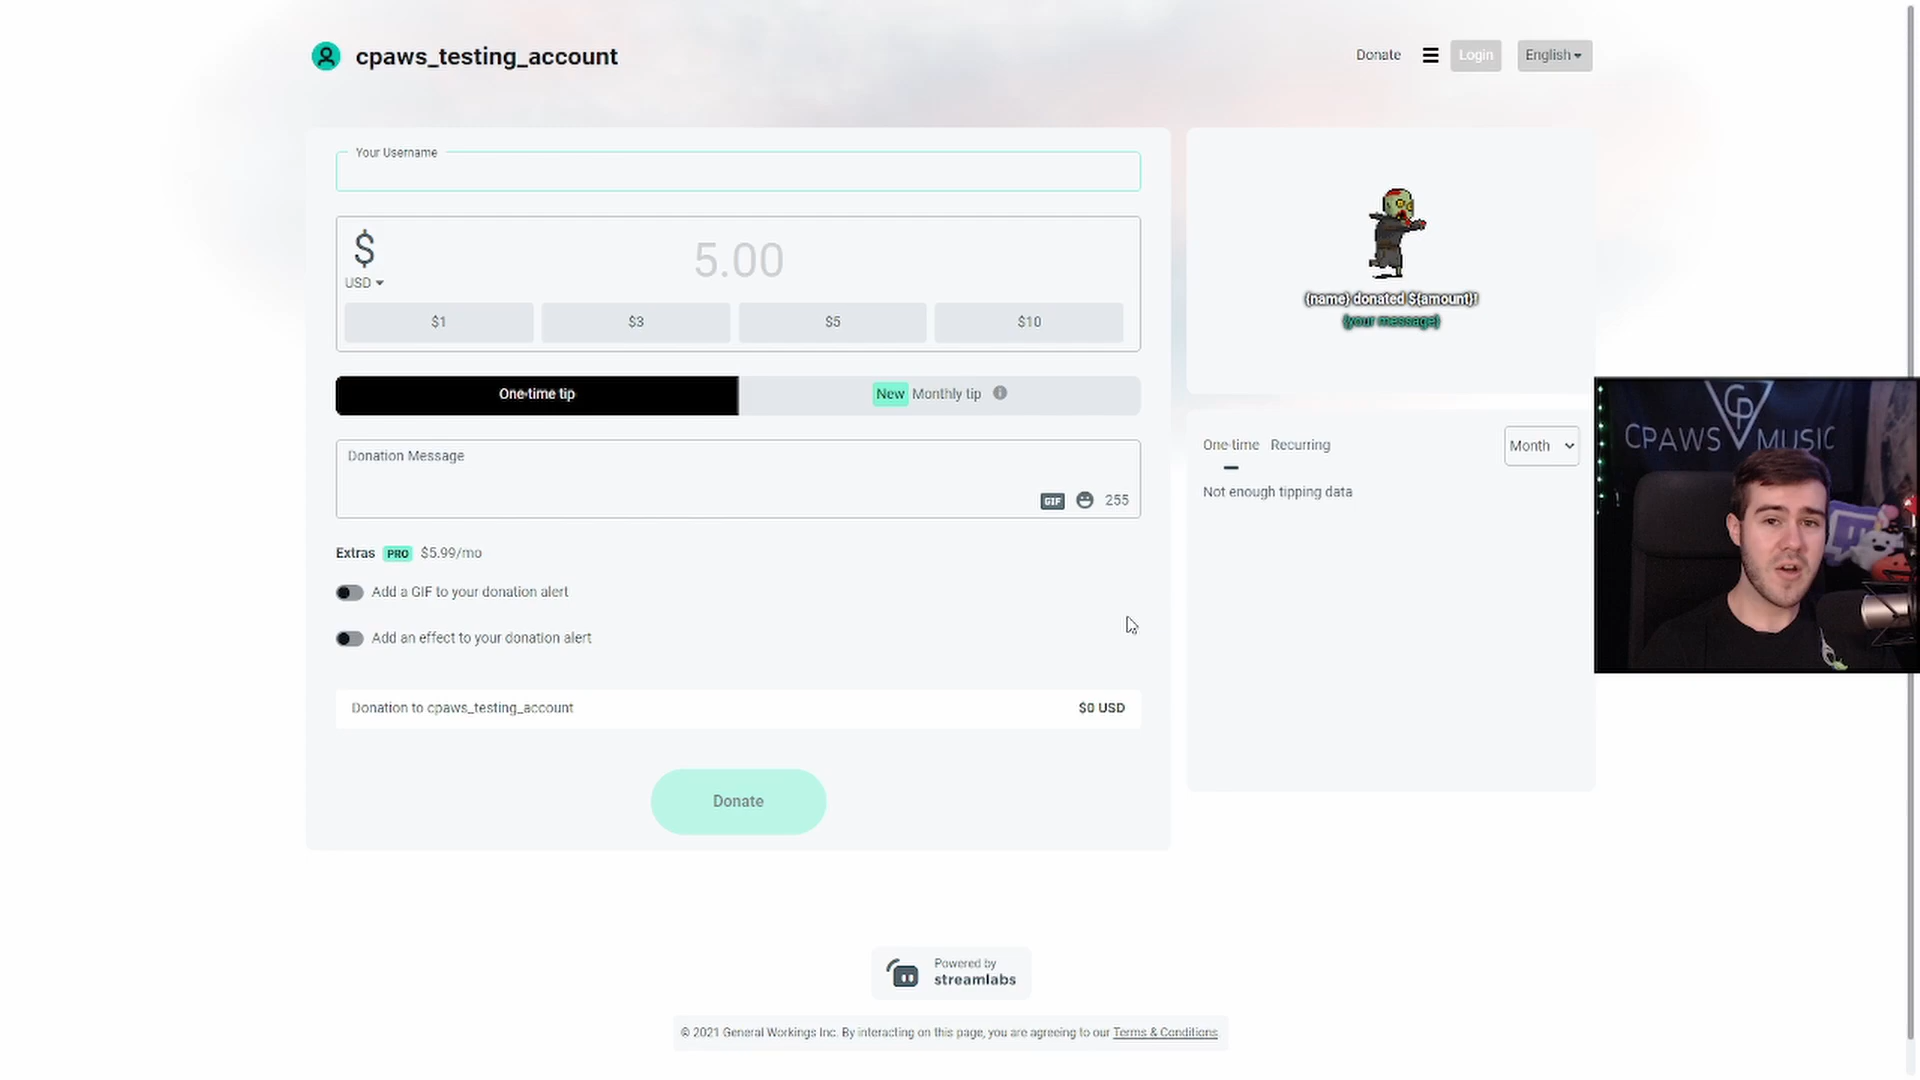 cpaws_testing_account
Donate
Login
English
Your Username
$
5.00
USD
$1
$3
$5
$10
One-time tip
New Monthly tip
Donation Message
GIF
255
Extras PRO $5.99/mo
Add a GIF to your donation alert
Add an effect to your donation alert
Donation to cpaws_testing_account
$0 USD
Donate
{name} donated ${amount}!
{your message}
One-time Recurring
Month
Not enough tipping data
CP
CPAWS MUSIC
Powered by
streamlabs
© 2021 General Workings Inc. By interacting on this page, you are agreeing to our Terms & Conditions